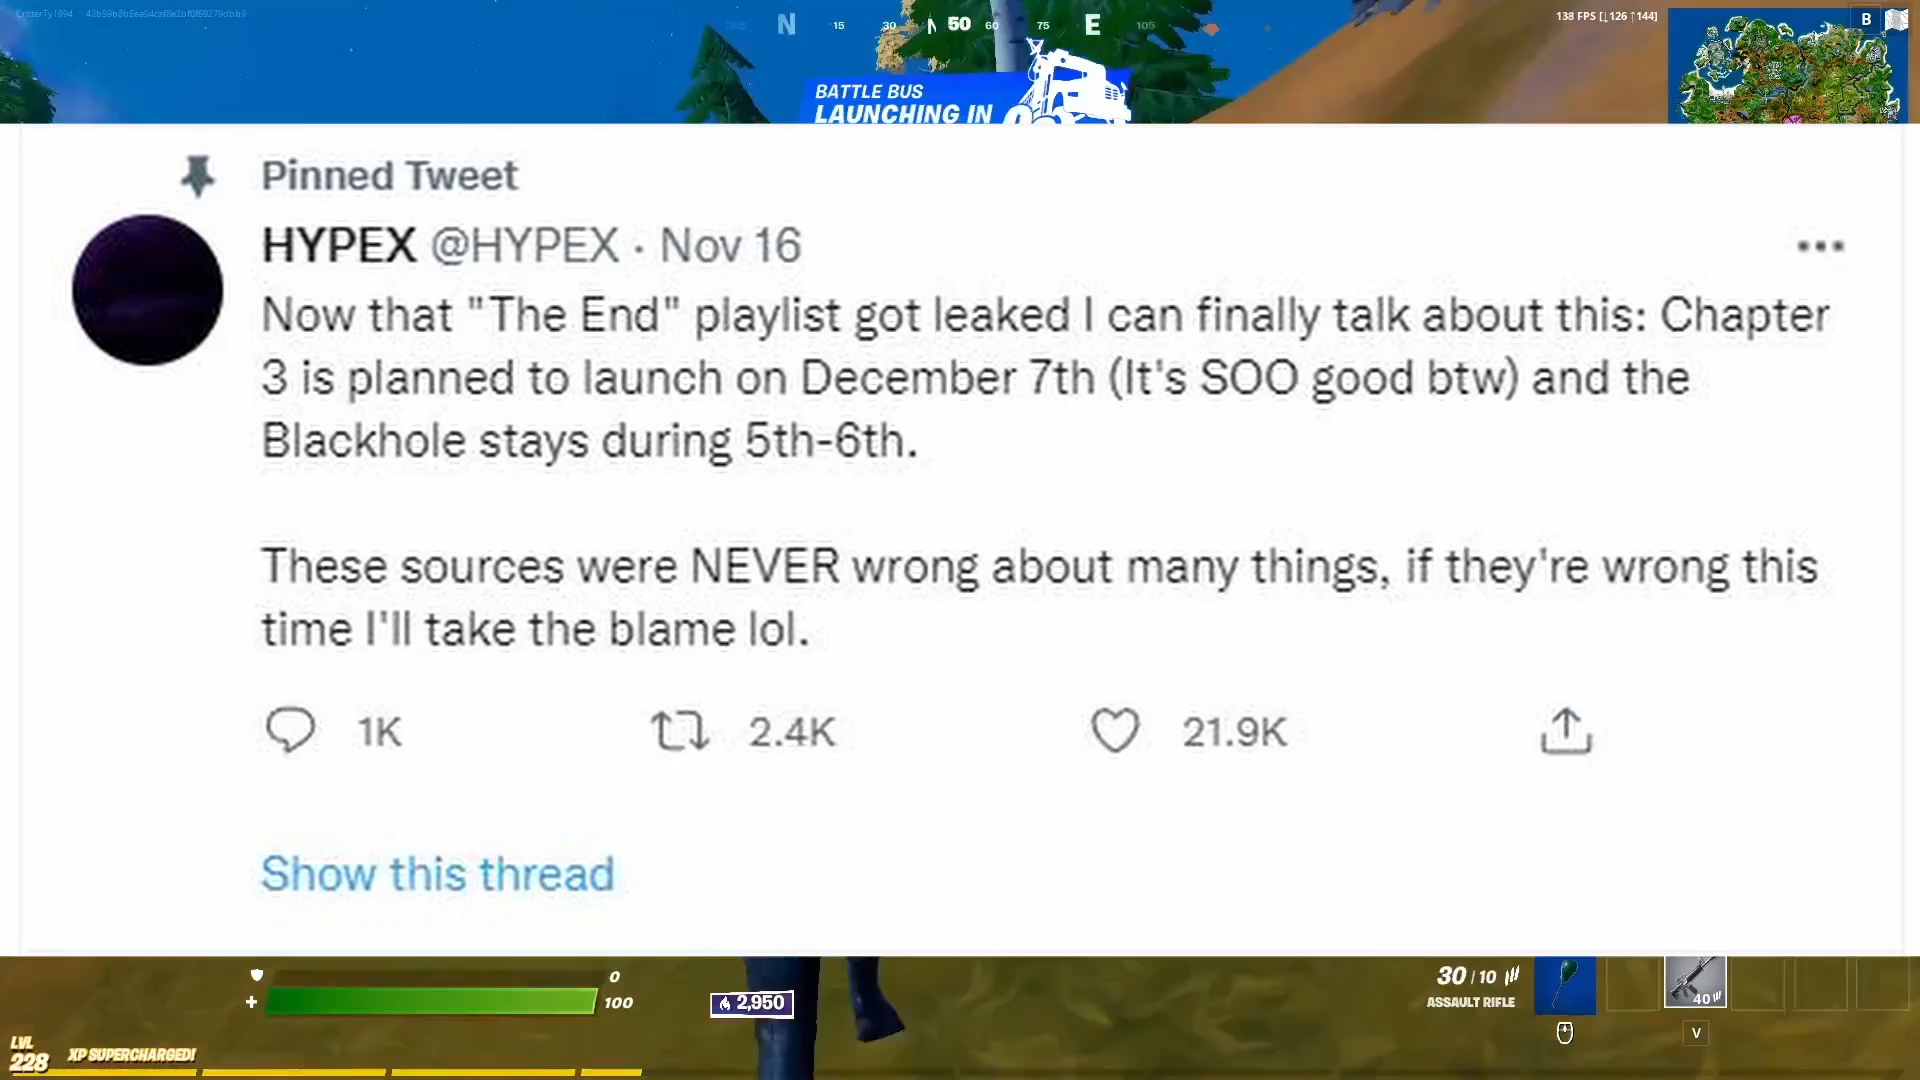 CritterTy1994
N 15 30 N 50 60 75 E 105
138 FPS [↓126 ↑144]
B
BATTLE BUS
LAUNCHING IN
Pinned Tweet
HYPEX @HYPEX · Nov 16
Now that "The End" playlist got leaked I can finally talk about this: Chapter
3 is planned to launch on December 7th (It's SOO good btw) and the
Blackhole stays during 5th-6th.
These sources were NEVER wrong about many things, if they're wrong this
time I'll take the blame lol.
1K 2.4K 21.9K
Show this thread
0
100
2,950
30 / 10
ASSAULT RIFLE
40
V
LVL
228
XP SUPERCHARGED!